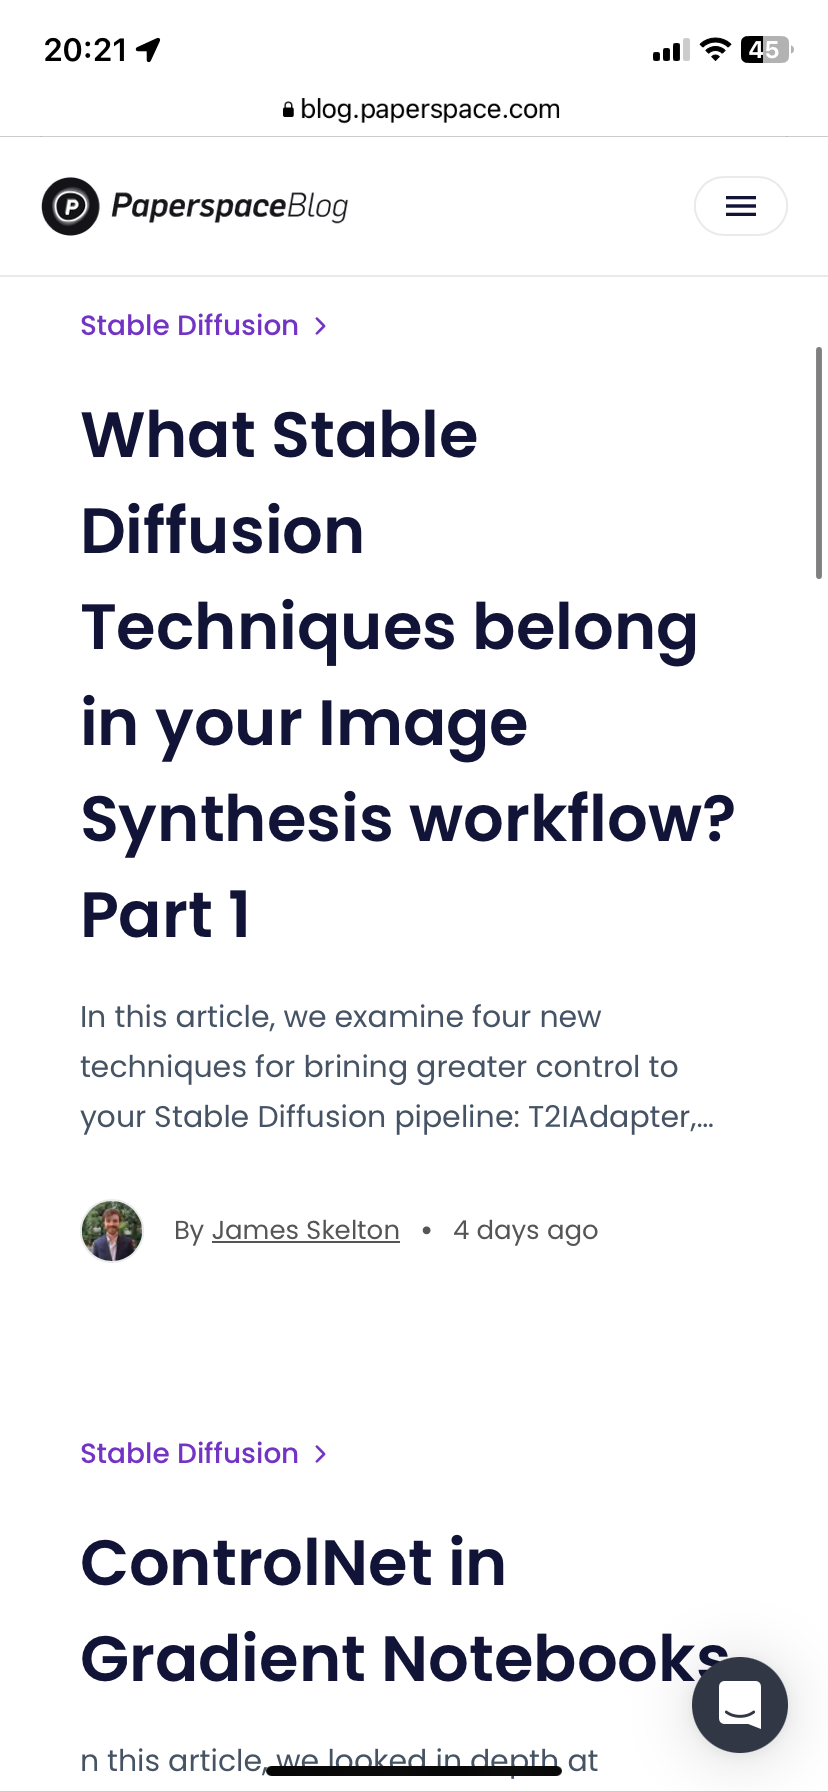 20:21
45
blog.paperspace.com
P PaperspaceBlog
Stable Diffusion
What Stable
Diffusion
Techniques belong
in your Image
Synthesis workflow?
Part 1
In this article, we examine four new
techniques for brining greater control to
your Stable Diffusion pipeline: T2IAdapter,...
By James Skelton • 4 days ago
Stable Diffusion
ControlNet in
Gradient Notebooks
n this article, we looked in depth at